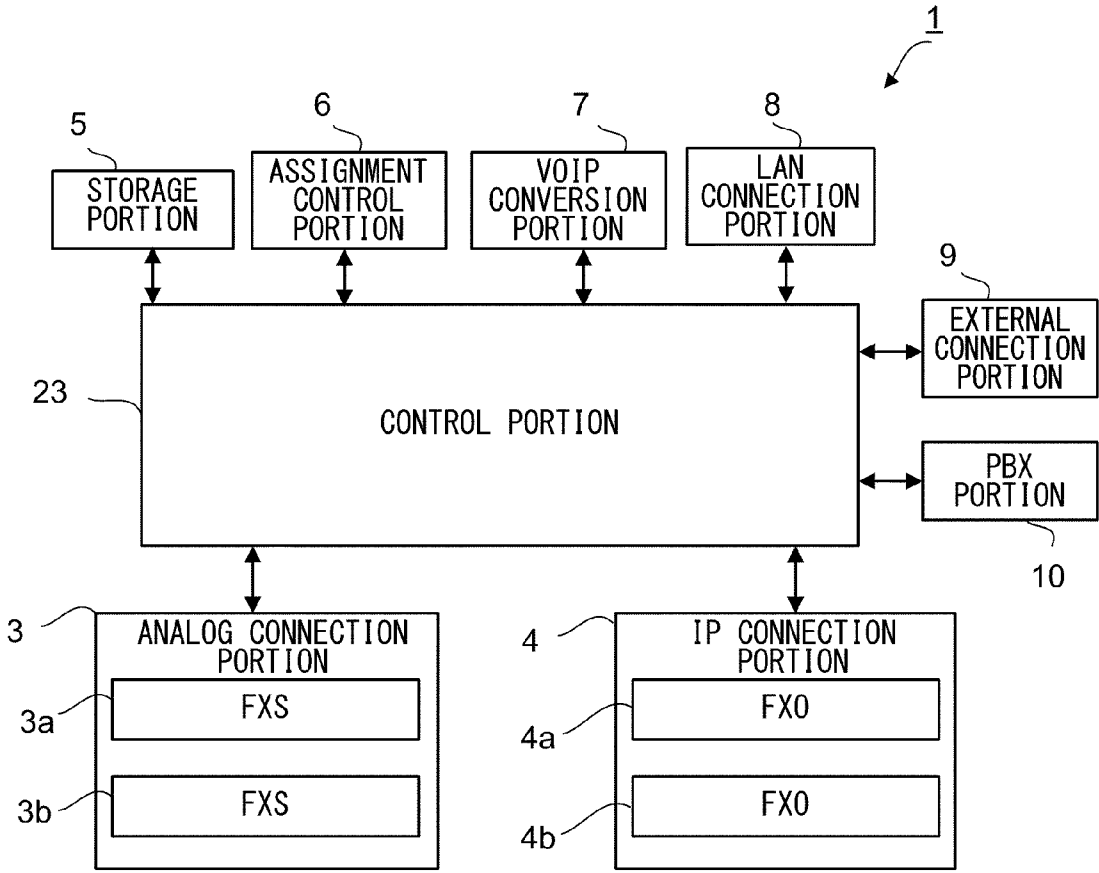 1
5
6
7
8
STORAGE
PORTION
ASSIGNMENT
CONTROL
PORTION
VOIP
CONVERSION
PORTION
LAN
CONNECTION
PORTION
9
EXTERNAL
CONNECTION
PORTION
23
CONTROL PORTION
PBX
PORTION
10
3
ANALOG CONNECTION
PORTION
3a
FXS
3b
FXS
4
IP CONNECTION
PORTION
4a
FXO
4b
FXO